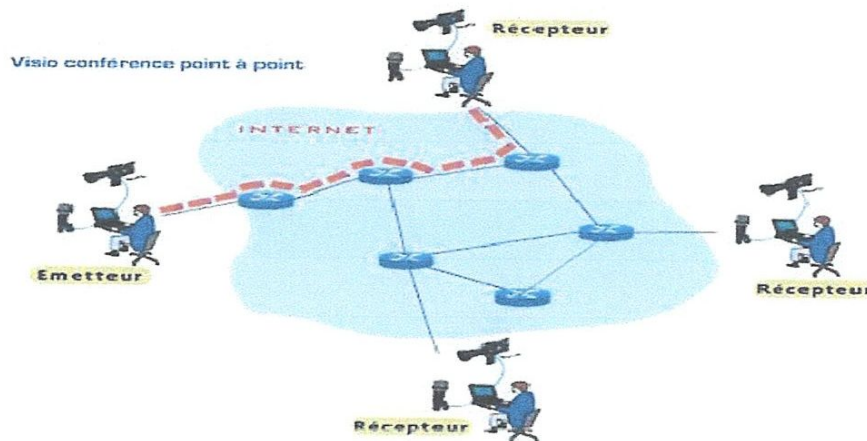 Récepteur
Visio conférence point à point
INTERNET
Emetteur
Récepteur
Récepteur